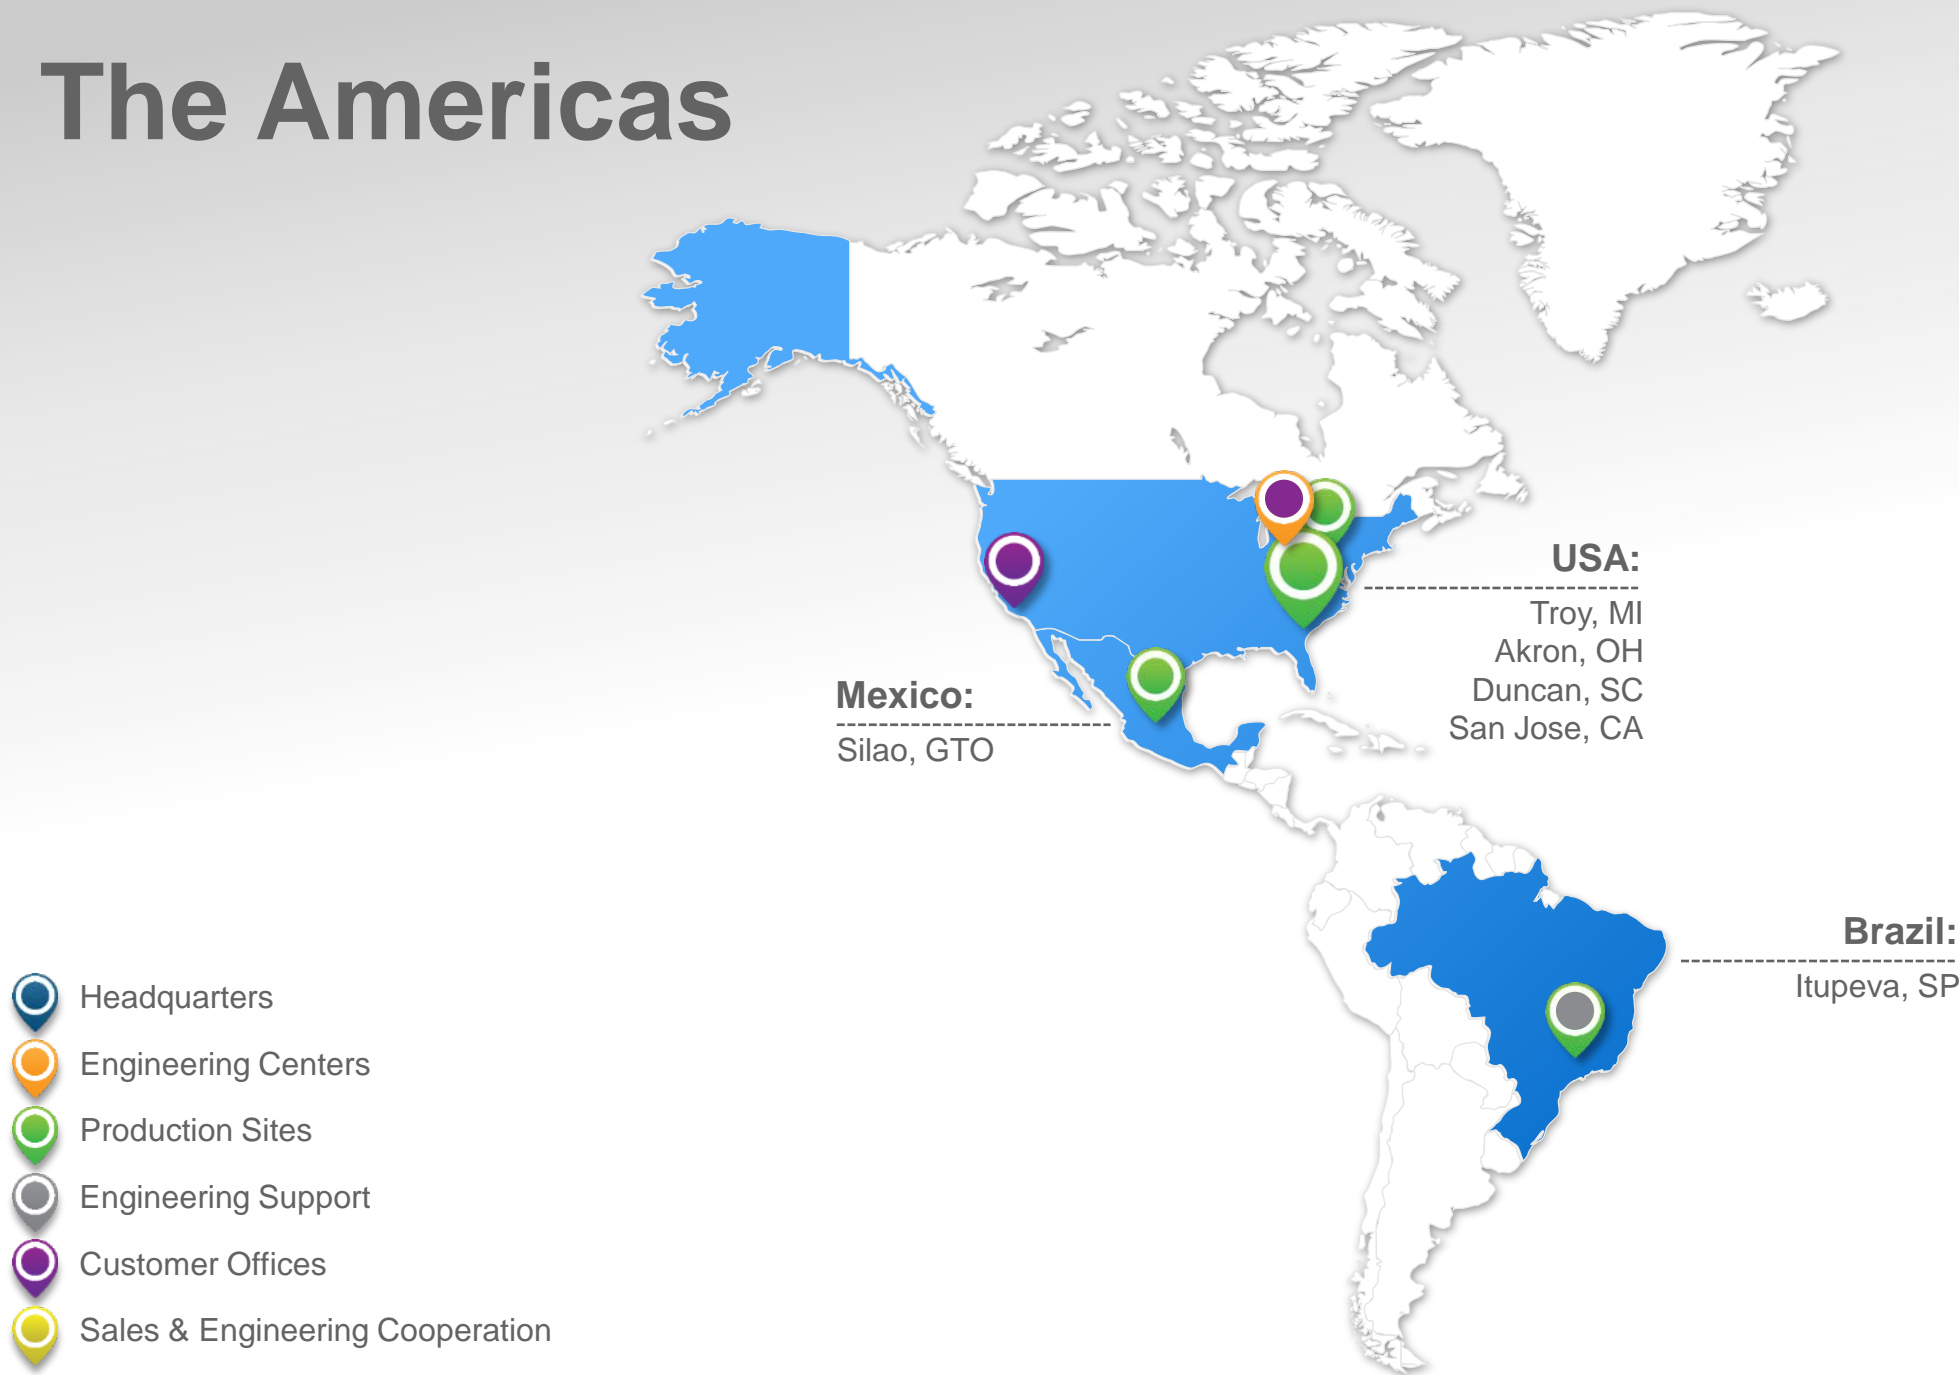 The Americas
USA:
Troy, MI
Akron, OH
Duncan, SC
San Jose, CA
Mexico:
Silao, GTO
Brazil:
Itupeva, SP
Headquarters
Engineering Centers
Production Sites
Engineering Support
Customer Offices
Sales & Engineering Cooperation